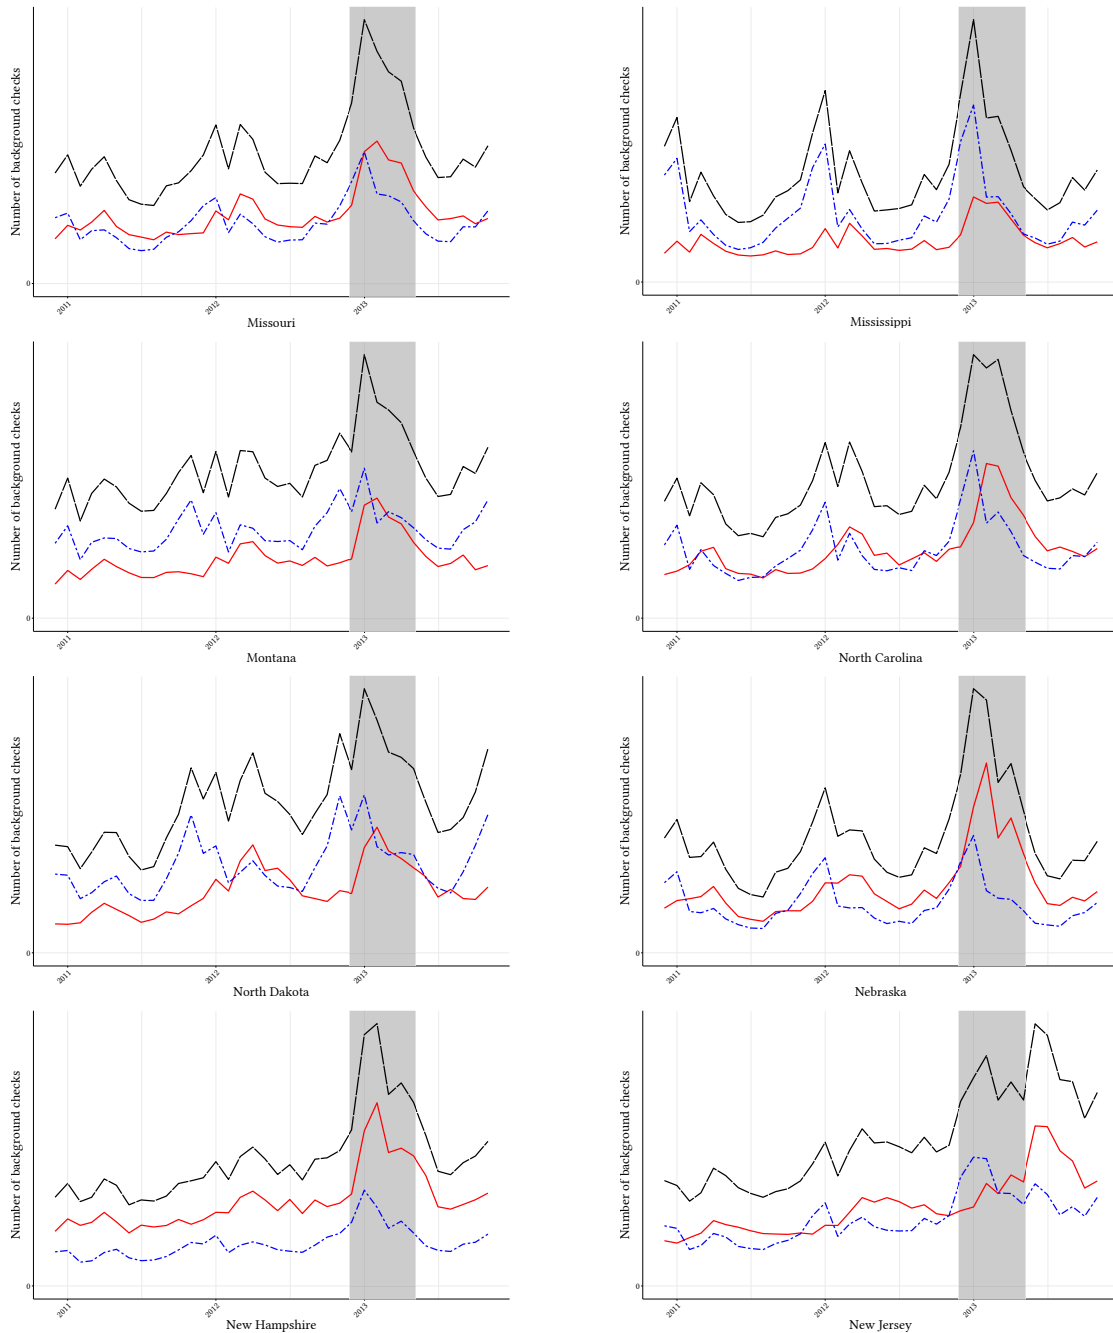 Number of background checks
0
2011
2012
2013
Missouri
Number of background checks
0
2011
2012
2013
Mississippi
Number of background checks
0
2011
2012
2013
Montana
Number of background checks
0
2011
2012
2013
North Carolina
Number of background checks
0
2011
2012
2013
North Dakota
Number of background checks
0
2011
2012
2013
Nebraska
Number of background checks
0
2011
2012
2013
New Hampshire
Number of background checks
0
2011
2012
2013
New Jersey